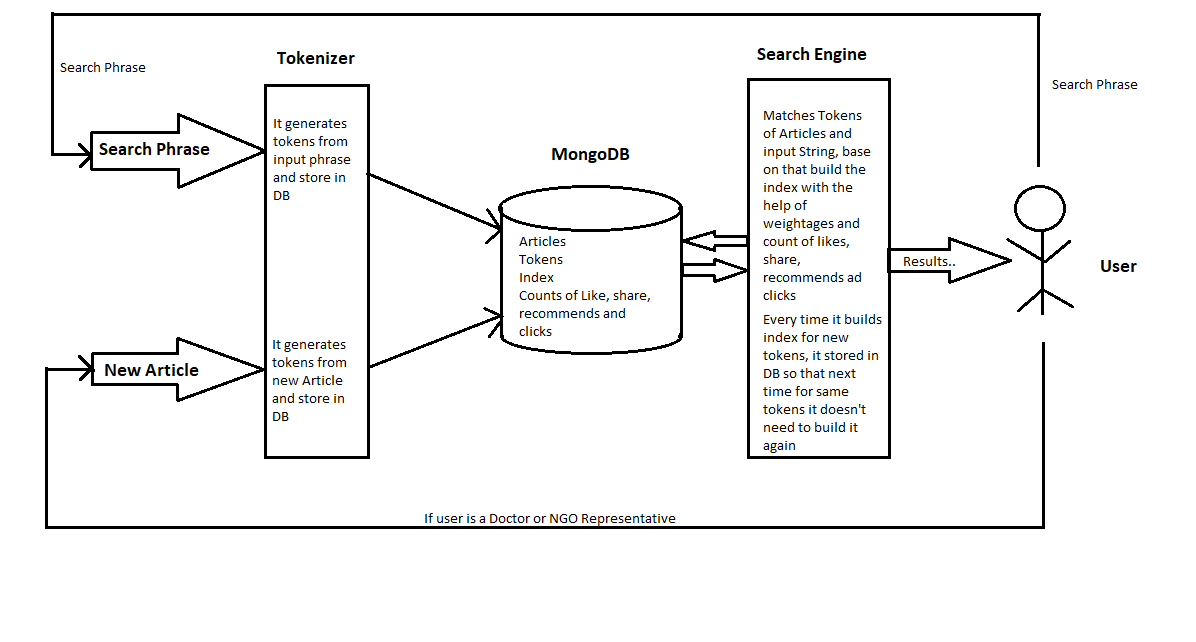 Search Phrase
Tokenizer
Search Engine
Search Phrase
Search Phrase
It generates
tokens from
input phrase
and store in
DB
MongoDB
Matches Tokens
of Articles and
input String, base
on that build the
index with the
help of
weightages and
count of likes,
share,
recommends ad
clicks
Every time it builds
index for new
tokens, it stored in
DB so that next
time for same
tokens it doesn't
need to build it
again
Articles
Tokens
Index
Counts of Like, share,
recommends and
clicks
Results..
User
New Article
It generates
tokens from
new Article
and store in
DB
If user is a Doctor or NGO Representative